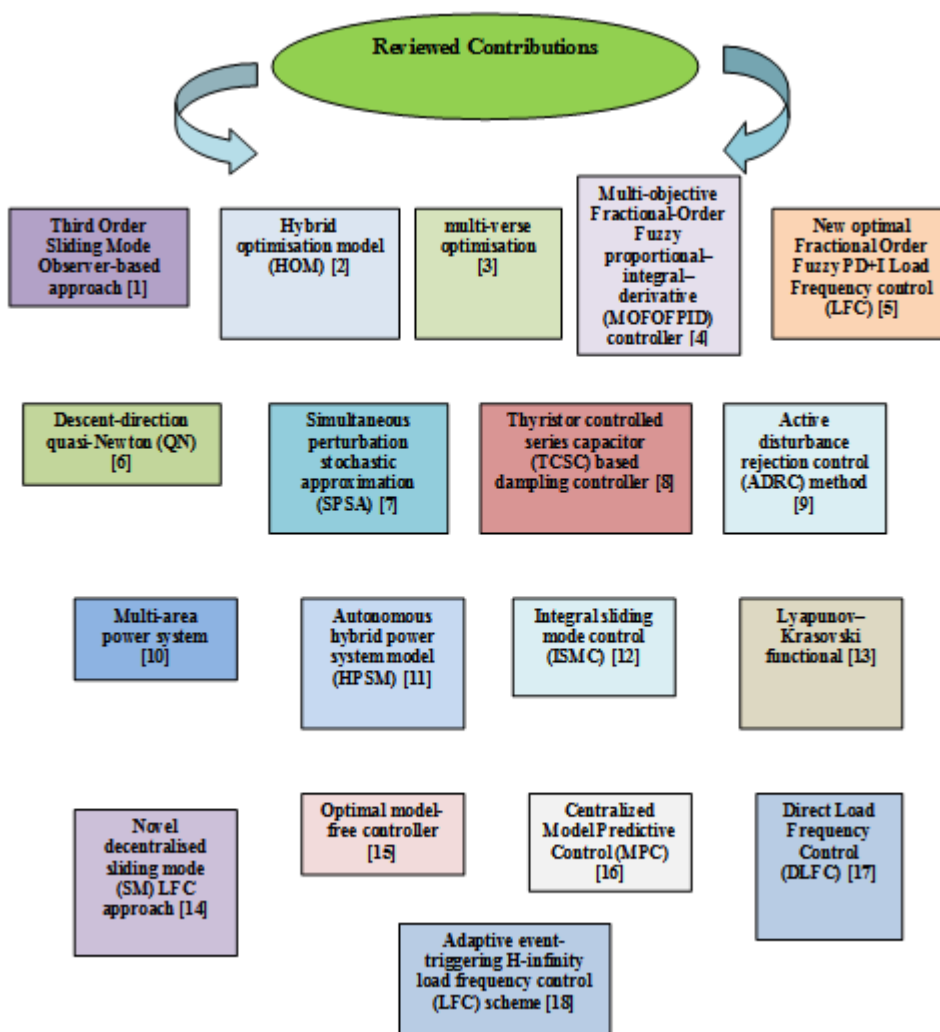 Reviewed Contributions
Third Order
Sliding Mode
Observer-based
approach [1]
Hybrid
optimisation model
(HOM) [2]
multi-verse
optimisation
[3]
Multi-objective
Fractional-Order
Fuzzy
proportional–
integral–
derivative
(MOFOFPID)
controller [4]
New optimal
Fractional Order
Fuzzy PD+I Load
Frequency control
(LFC) [5]
Descent-direction
quasi-Newton (QN)
[6]
Simultaneous
perturbation
stochastic
approximation
(SPSA) [7]
Thyristor controlled
series capacitor
(TCSC) based
dampling controller [8]
Active
disturbance
rejection control
(ADRC) method
[9]
Multi-area
power system
[10]
Autonomous
hybrid power
system model
(HPSM) [11]
Integral sliding
mode control
(ISMC) [12]
Lyapunov–
Krasovski
functional [13]
Novel
decentralised
sliding mode
(SM) LFC
approach [14]
Optimal model-
free controller
[15]
Centralized
Model Predictive
Control (MPC)
[16]
Direct Load
Frequency
Control
(DLFC) [17]
Adaptive event-
triggering H-infinity
load frequency control
(LFC) scheme [18]